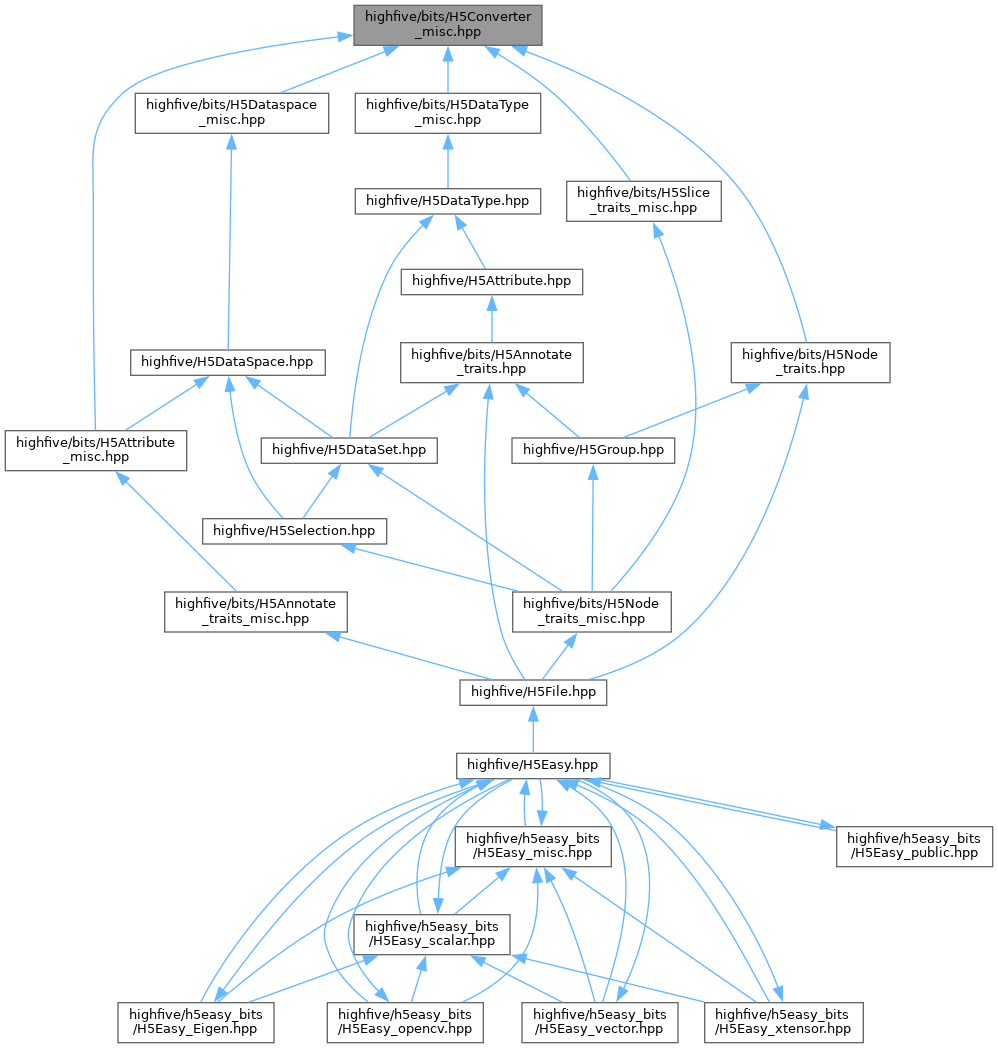 highfive/bits/H5Converter
_misc.hpp
highfive/bits/H5Dataspace
_misc.hpp
highfive/bits/H5DataType
_misc.hpp
highfive/H5DataType.hpp
highfive/bits/H5Slice
_traits_misc.hpp
highfive/H5Attribute.hpp
highfive/H5DataSpace.hpp
highfive/bits/H5Annotate
_traits.hpp
highfive/bits/H5Node
_traits.hpp
highfive/bits/H5Attribute
_misc.hpp
highfive/H5DataSet.hpp
highfive/H5Group.hpp
highfive/H5Selection.hpp
highfive/bits/H5Annotate
_traits_misc.hpp
highfive/bits/H5Node
_traits_misc.hpp
highfive/H5File.hpp
highfive/H5Easy.hpp
highfive/h5easy_bits
/H5Easy_misc.hpp
highfive/h5easy_bits
/H5Easy_public.hpp
highfive/h5easy_bits
/H5Easy_scalar.hpp
highfive/h5easy_bits
/H5Easy_Eigen.hpp
highfive/h5easy_bits
/H5Easy_opencv.hpp
highfive/h5easy_bits
/H5Easy_vector.hpp
highfive/h5easy_bits
/H5Easy_xtensor.hpp